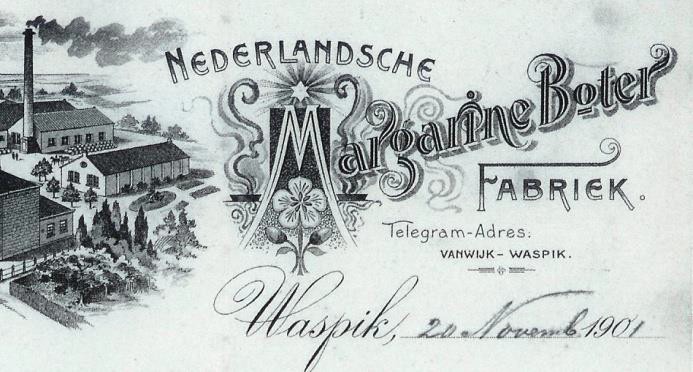 NEDERLANDSCHE
Margarine Boter
FABRIEK.
Telegram-Adres:
VANWIJK-WASPIK.
Waspik, 20 Novemb 1901